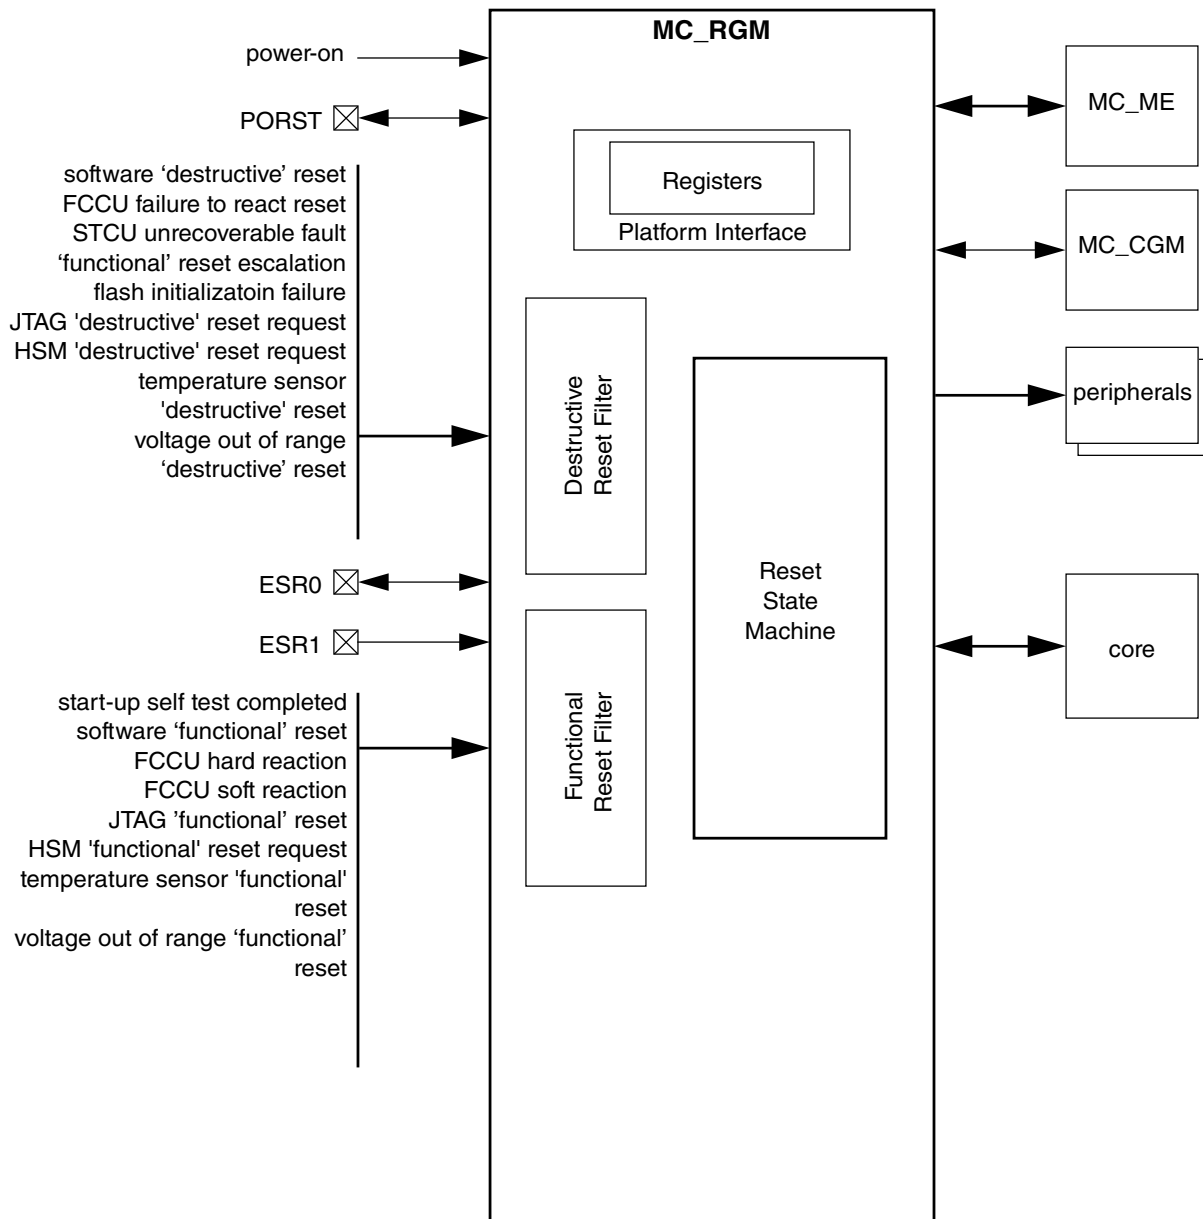 MC_RGM
power-on
PORST
software ‘destructive’ reset
FCCU failure to react reset
STCU unrecoverable fault
‘functional’ reset escalation
flash initializatoin failure
JTAG 'destructive' reset request
HSM 'destructive' reset request
temperature sensor
'destructive' reset
voltage out of range
‘destructive’ reset
ESR0
ESR1
start-up self test completed
software ‘functional’ reset
FCCU hard reaction
FCCU soft reaction
JTAG ’functional’ reset
HSM 'functional' reset request
temperature sensor 'functional'
reset
voltage out of range ‘functional’
reset
Registers
Platform Interface
Destructive
Reset Filter
Functional
Reset Filter
Reset
State
Machine
MC_ME
MC_CGM
peripherals
core